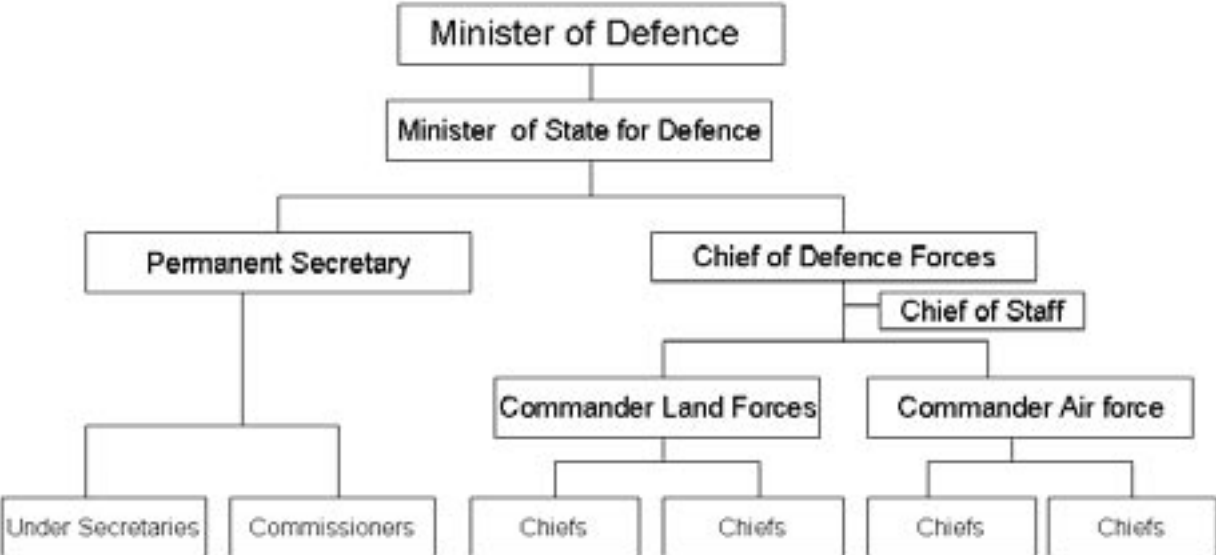 Minister of Defence
Minister of State for Defence
Permanent Secretary
Chief of Defence Forces
Chief of Staff
Commander Land Forces
Commander Air force
Under Secretaries
Commissioners
Chiefs
Chiefs
Chiefs
Chiefs